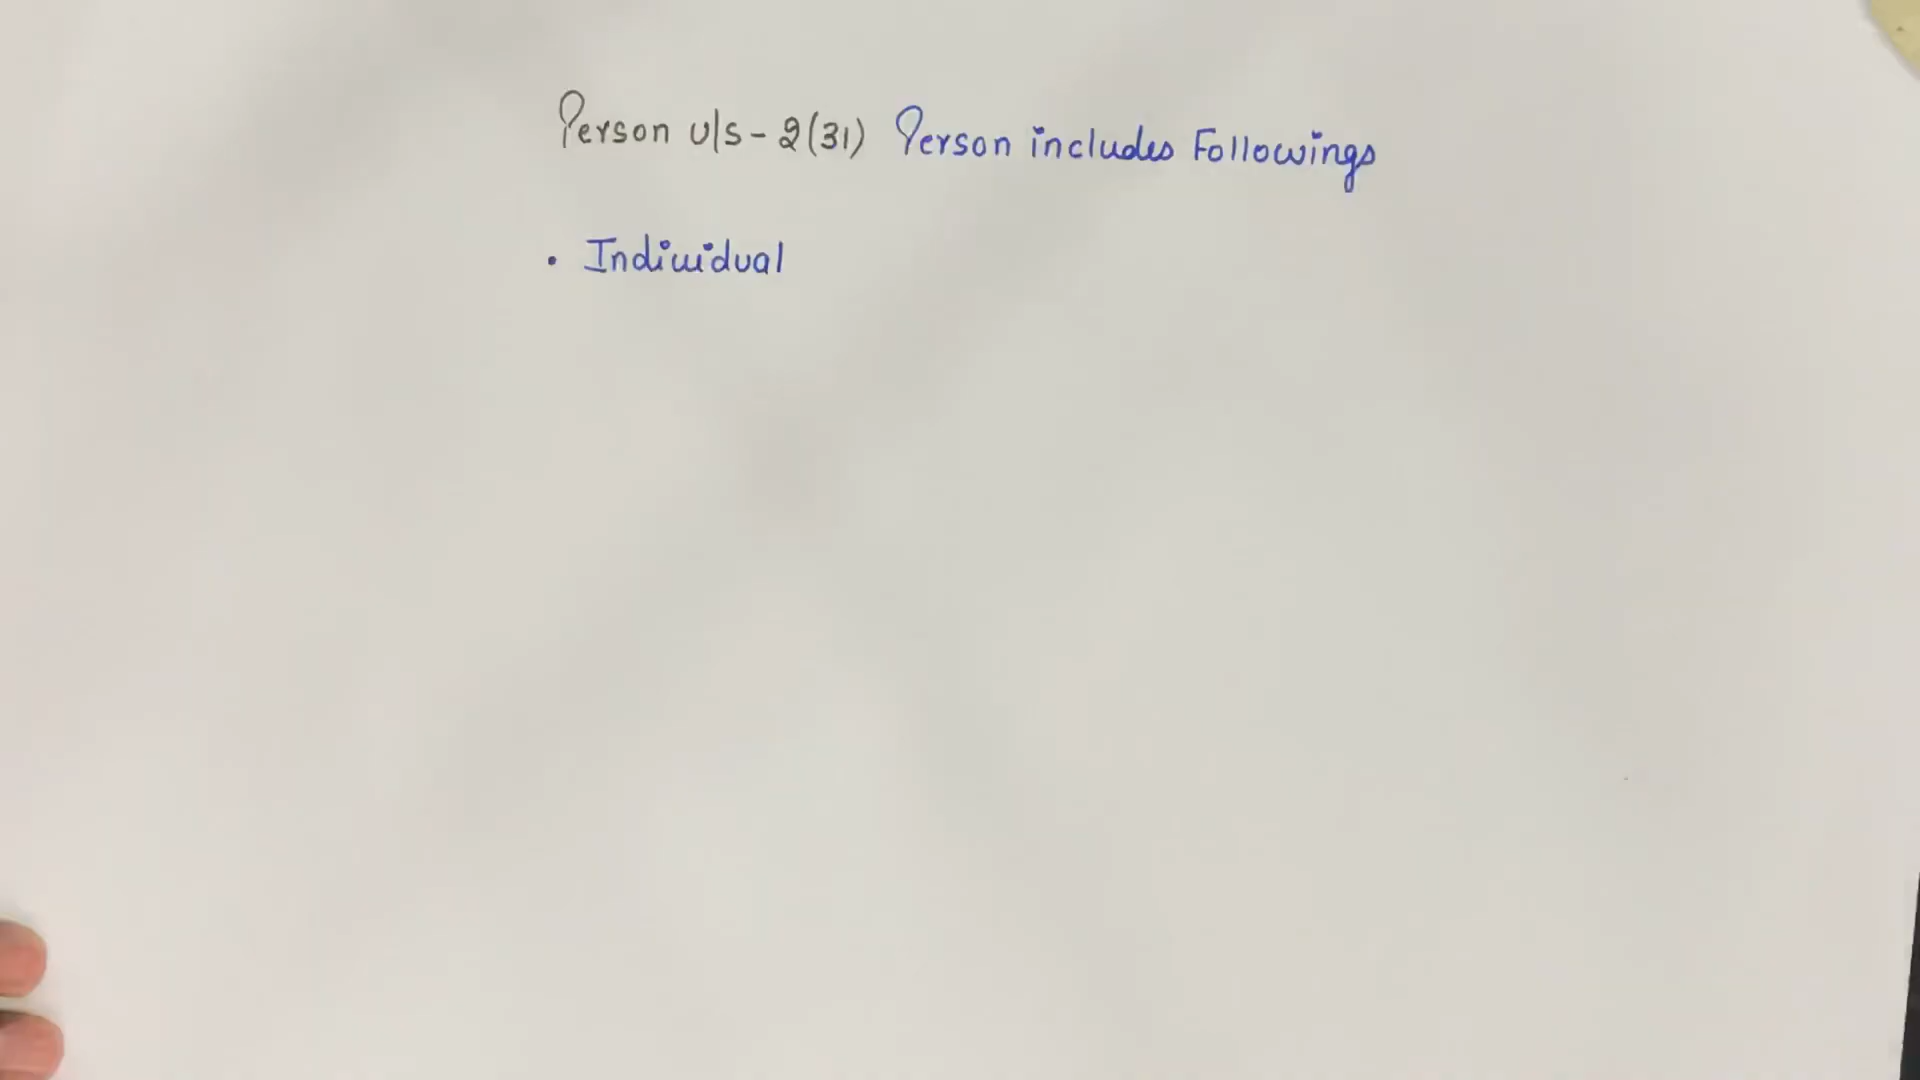 Person u/s - 2(31) Person includes Followings
• Individual